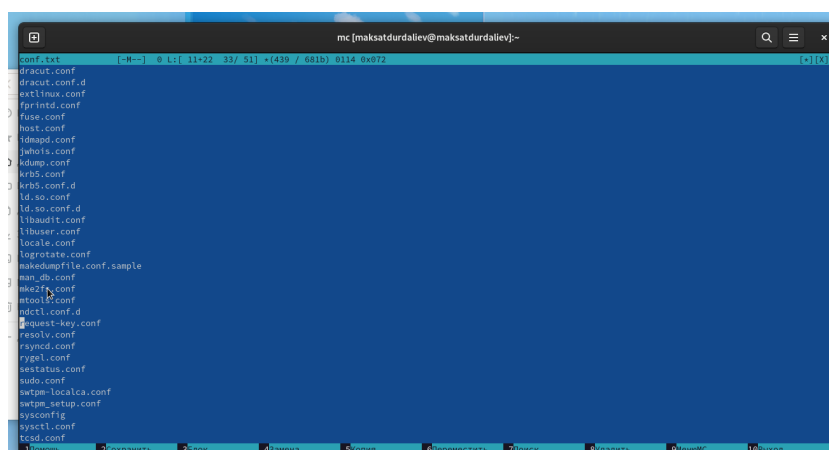 mc [maksatdurdaliev@maksatdurdaliev]:~
conf.txt [-M--] 0 L:[ 11+22 33/ 51] *(439 / 681b) 0114 0x072 [*][X]
dracut.conf
dracut.conf.d
extlinux.conf
fprintd.conf
fuse.conf
host.conf
idmapd.conf
jwhois.conf
kdump.conf
krb5.conf
krb5.conf.d
ld.so.conf
ld.so.conf.d
libaudit.conf
libuser.conf
locale.conf
logrotate.conf
makedumpfile.conf.sample
man_db.conf
mke2fs.conf
mtools.conf
ndctl.conf.d
request-key.conf
resolv.conf
rsyncd.conf
rygel.conf
sestatus.conf
sudo.conf
swtpm-localca.conf
swtpm_setup.conf
sysconfig
sysctl.conf
tcsd.conf